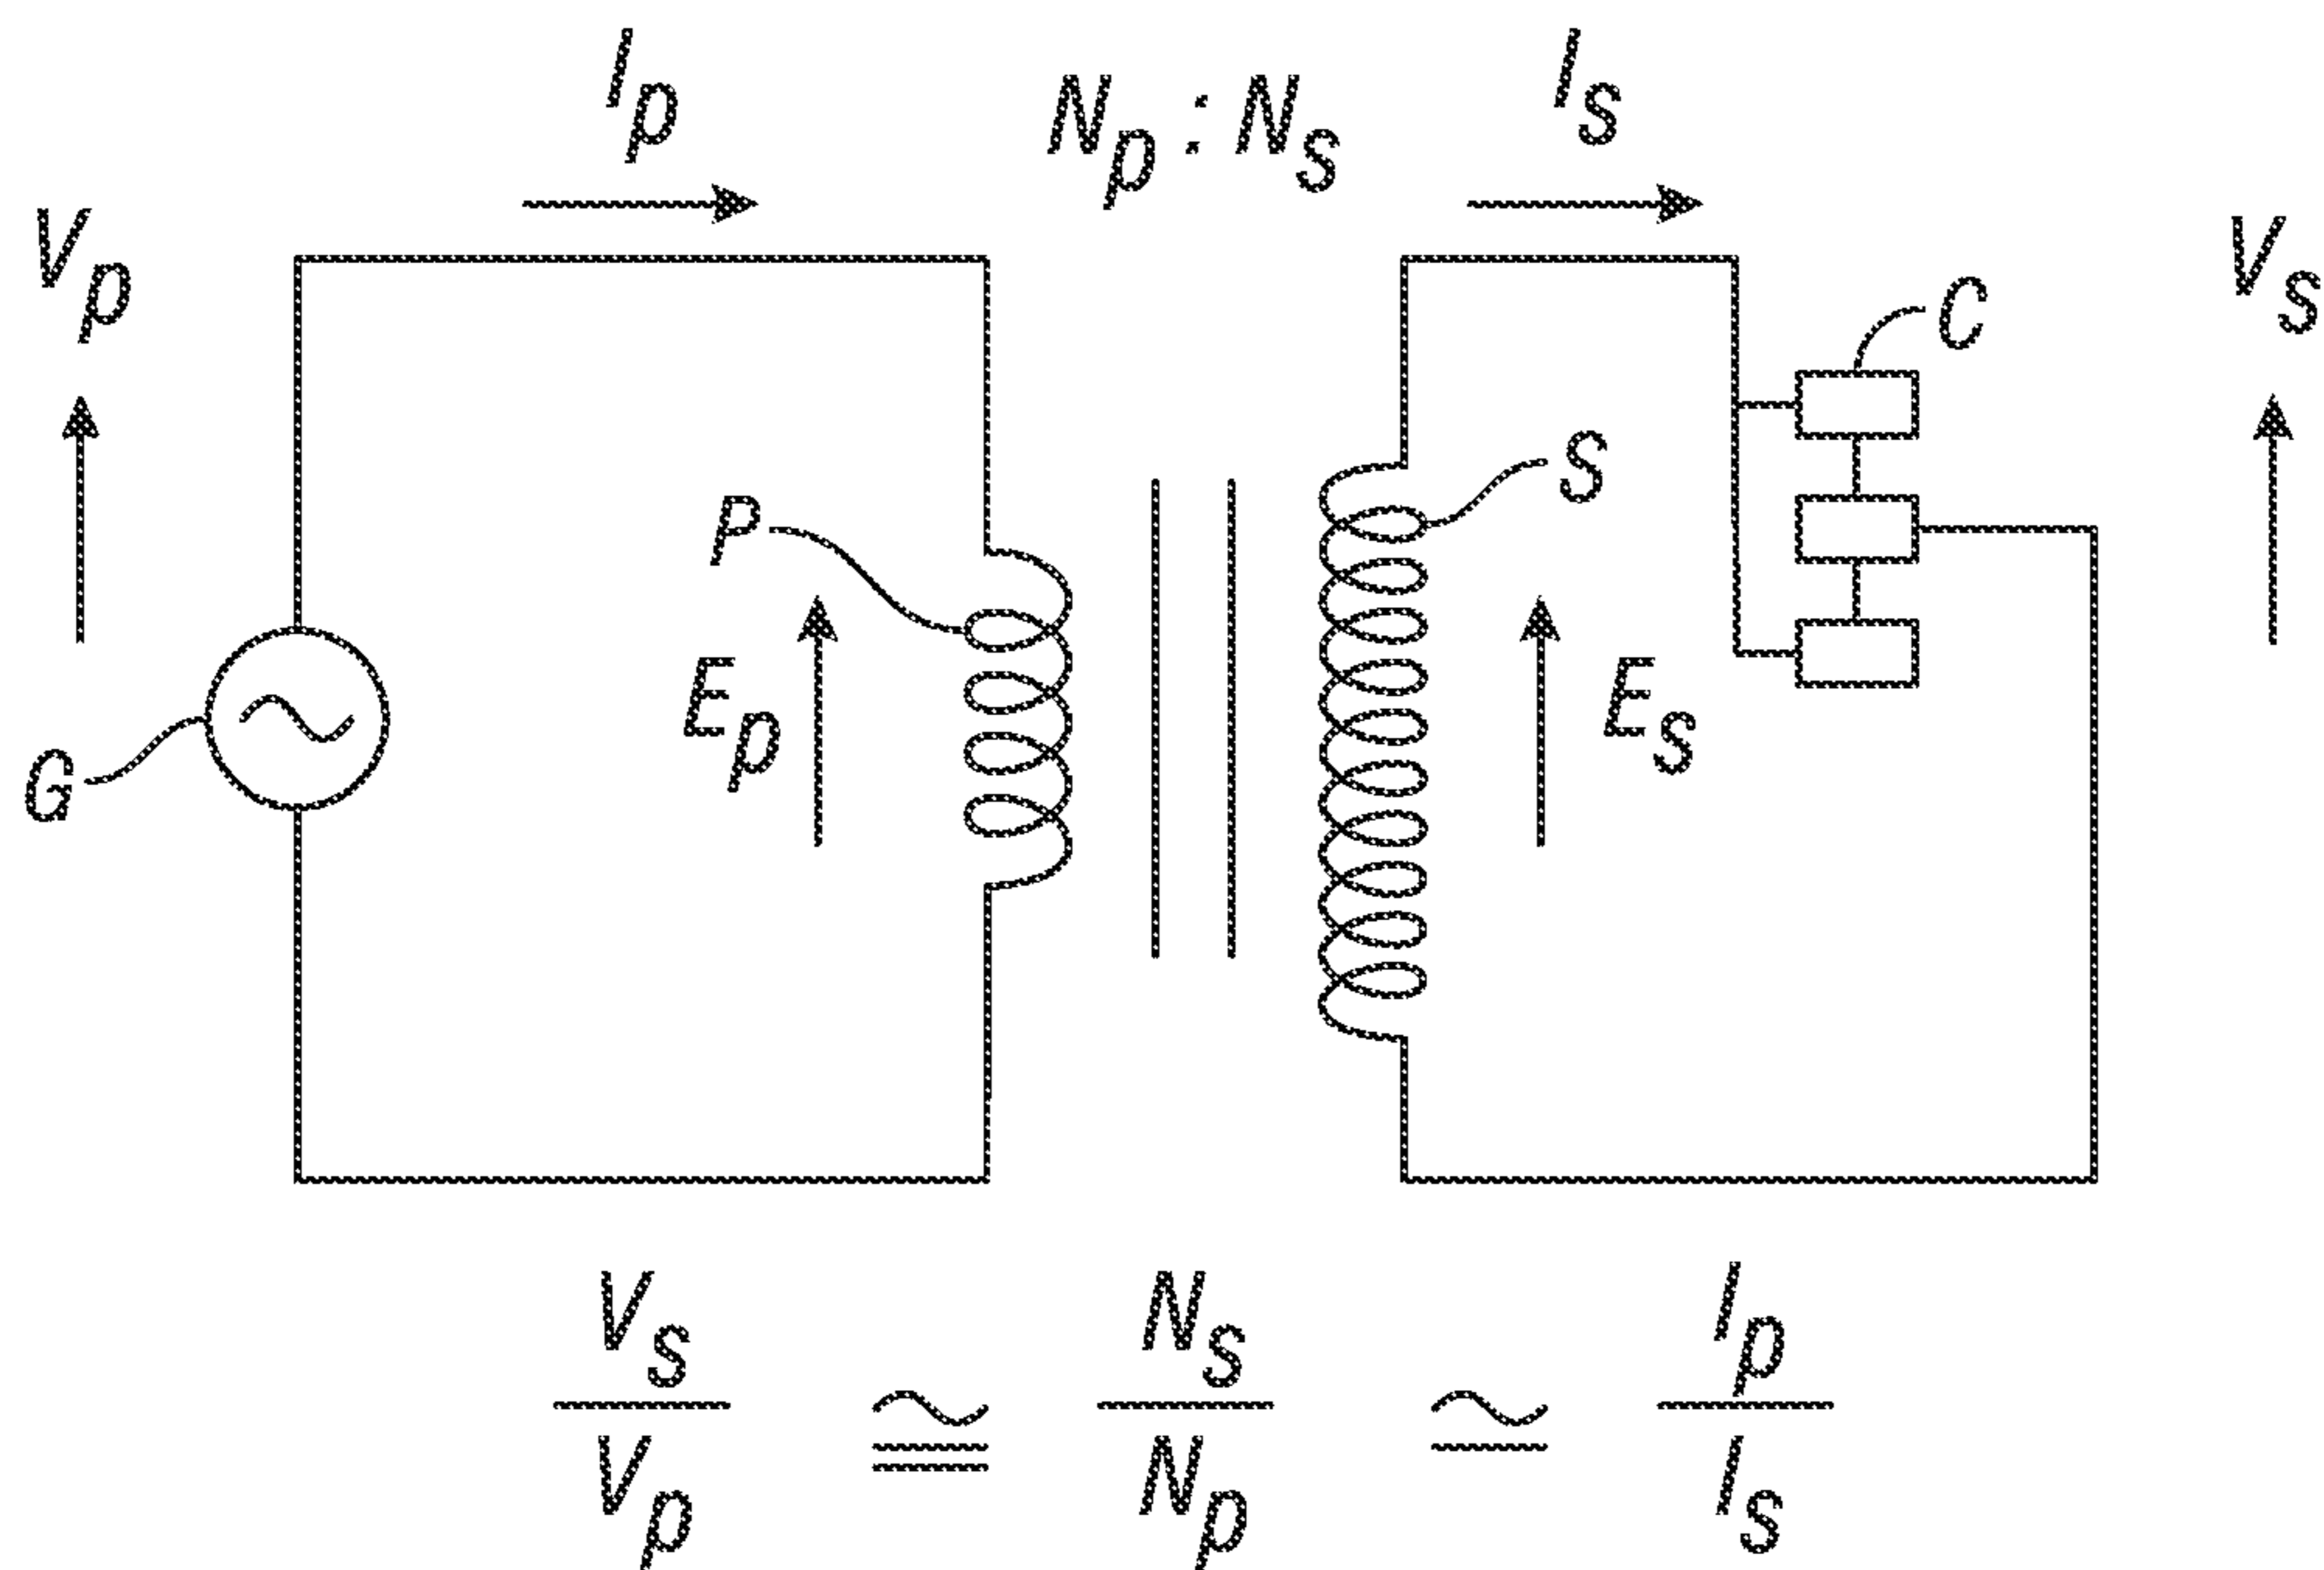 Ip Np : Ns Is
Vp Vs
C
S
P
Ep Es
G
Vs/Vp ≅ Ns/Np ≃ Ip/Is